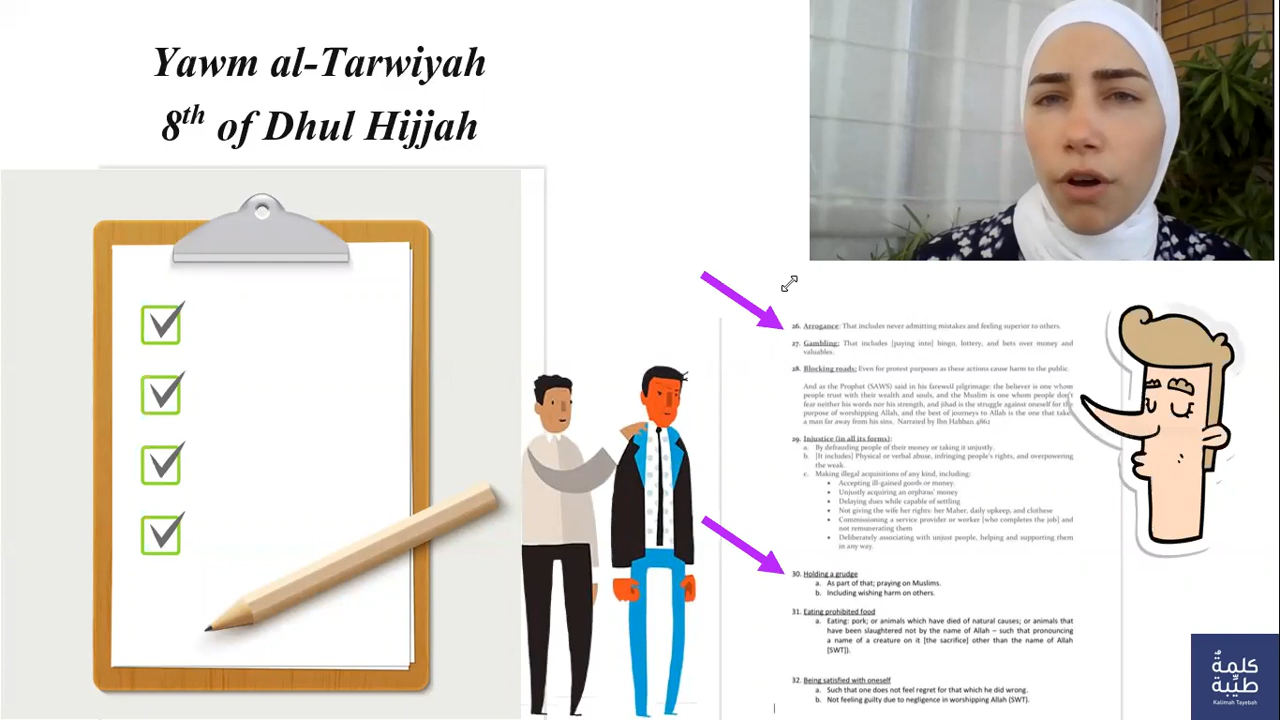 Yawm al-Tarwiyah
8th of Dhul Hijjah
26. Arrogance: That includes never admitting mistakes and feeling superior to others.
27. Gambling: That includes [paying into] bingo, lottery, and bets over money and
valuables.
28. Blocking roads: Even for protest purposes as these actions cause harm to the public.
And as the Prophet (SAWS) said in his farewell pilgrimage: the believer is one whom
people trust with their wealth and souls, and the Muslim is one whom people don't
fear neither his words nor his strength, and jihad is the struggle against oneself for the
purpose of worshipping Allah, and the best of journeys to Allah is the one that take
a man far away from his sins. Narrated by Ibn Habban 4862
29. Injustice (in all its forms):
a. By defrauding people of their money or taking it unjustly.
b. [It includes] Physical or verbal abuse, infringing people's rights, and overpowering
the weak.
c. Making illegal acquisitions of any kind, including:
• Accepting ill-gained goods or money.
• Unjustly acquiring an orphans' money
• Delaying dues while capable of settling
• Not giving the wife her rights: her Maher, daily upkeep, and clothese
• Commissioning a service provider or worker [who completes the job] and
not remunerating them
• Deliberately associating with unjust people, helping and supporting them
in any way.
30. Holding a grudge
a. As part of that; praying on Muslims.
b. Including wishing harm on others.
31. Eating prohibited food
a. Eating: pork; or animals which have died of natural causes; or animals that
have been slaughtered not by the name of Allah – such that pronouncing
a name of a creature on it [the sacrifice] other than the name of Allah
(SWT)).
32. Being satisfied with oneself
a. Such that one does not feel regret for that which he did wrong.
b. Not feeling guilty due to negligence in worshipping Allah (SWT).
كلمةٌ
طيّبة
Kalimah Tayebah